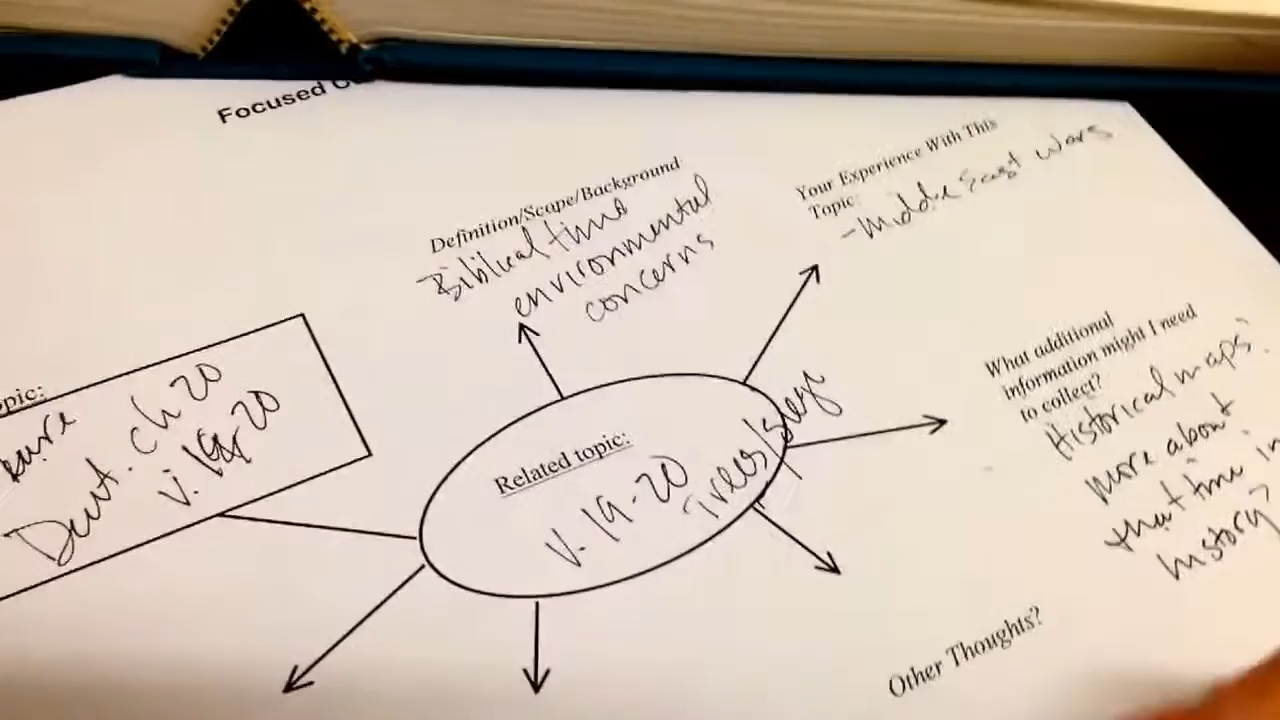 Focused
Definition/Scope/Background
Biblical time
environmental
concerns
Your Experience With This
Topic:
- Middle East wars
What additional
information might I need
to collect?
Historical maps?
more about
that time in
history?
opic:
Deut. ch 20
v. 19-20
Related topic:
v. 19-20
Trees/
Other Thoughts?